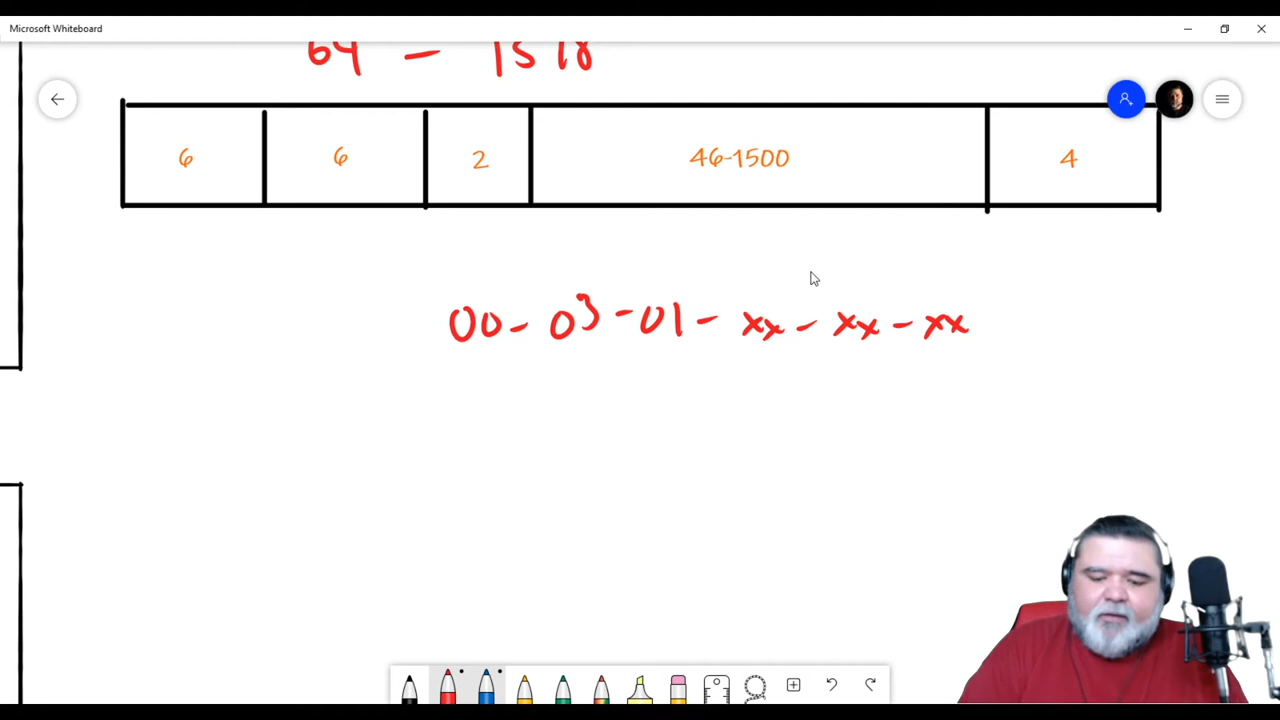 Microsoft Whiteboard
64 - 1518
6 6 2 46-1500 4
00 - 03 - 01 - xx - xx - xx